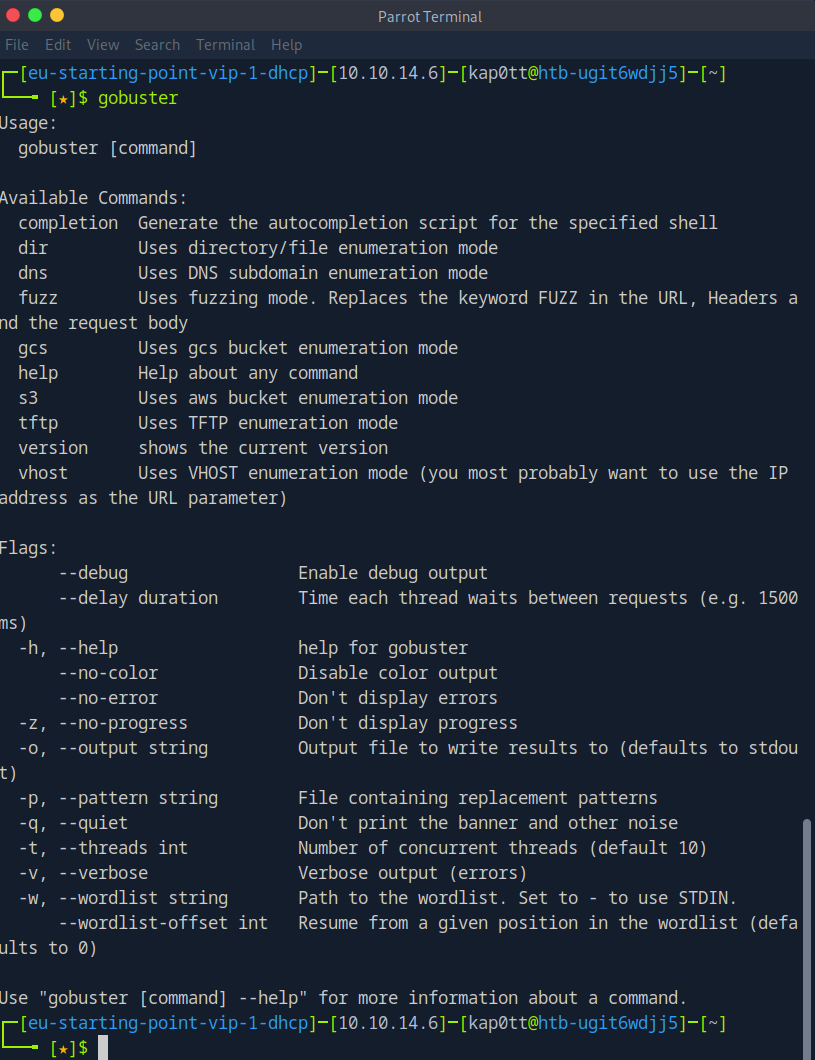 Parrot Terminal
File Edit View Search Terminal Help
[eu-starting-point-vip-1-dhcp]-[10.10.14.6]-[kap0tt@htb-ugit6wdjj5]-[~]
[★]$ gobuster
Usage:
  gobuster [command]

Available Commands:
  completion  Generate the autocompletion script for the specified shell
  dir         Uses directory/file enumeration mode
  dns         Uses DNS subdomain enumeration mode
  fuzz        Uses fuzzing mode. Replaces the keyword FUZZ in the URL, Headers a
nd the request body
  gcs         Uses gcs bucket enumeration mode
  help        Help about any command
  s3          Uses aws bucket enumeration mode
  tftp        Uses TFTP enumeration mode
  version     shows the current version
  vhost       Uses VHOST enumeration mode (you most probably want to use the IP
address as the URL parameter)

Flags:
      --debug                 Enable debug output
      --delay duration        Time each thread waits between requests (e.g. 1500
ms)
  -h, --help                  help for gobuster
      --no-color              Disable color output
      --no-error              Don't display errors
  -z, --no-progress           Don't display progress
  -o, --output string         Output file to write results to (defaults to stdou
t)
  -p, --pattern string        File containing replacement patterns
  -q, --quiet                 Don't print the banner and other noise
  -t, --threads int           Number of concurrent threads (default 10)
  -v, --verbose               Verbose output (errors)
  -w, --wordlist string       Path to the wordlist. Set to - to use STDIN.
      --wordlist-offset int   Resume from a given position in the wordlist (defa
ults to 0)

Use "gobuster [command] --help" for more information about a command.
[eu-starting-point-vip-1-dhcp]-[10.10.14.6]-[kap0tt@htb-ugit6wdjj5]-[~]
[★]$